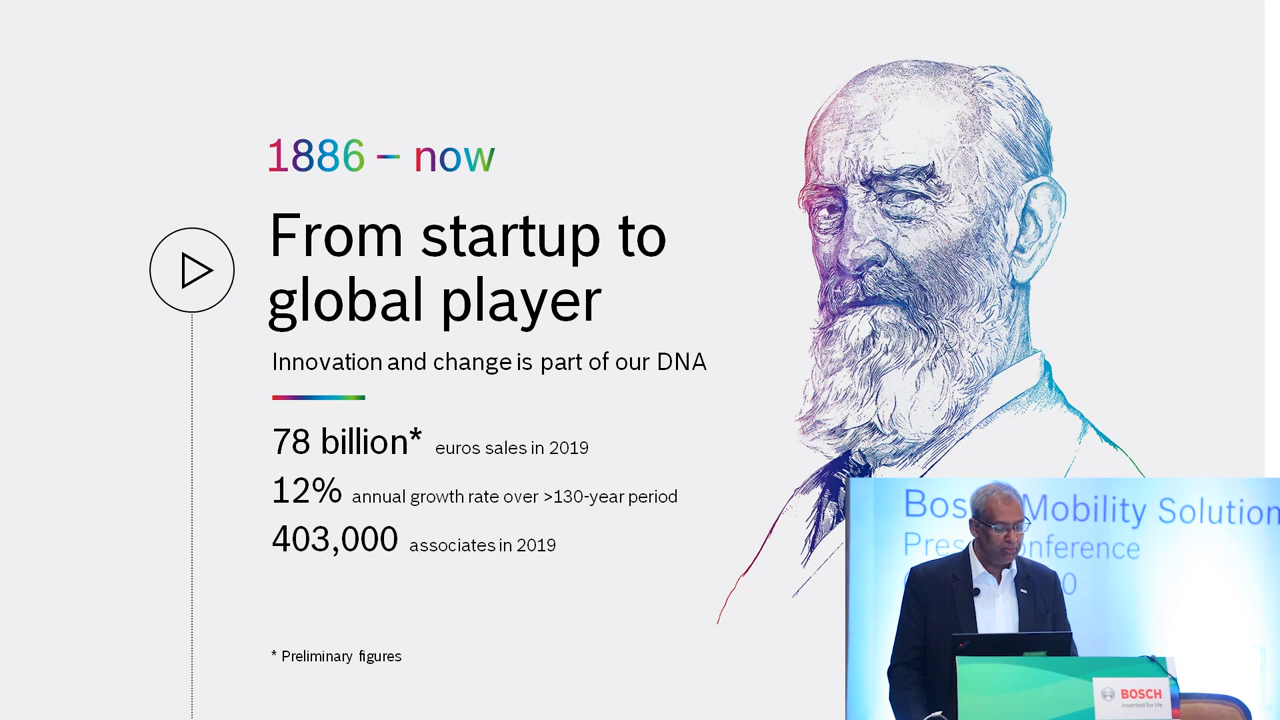 1886 – now
From startup to
global player
Innovation and change is part of our DNA
78 billion* euros sales in 2019
12% annual growth rate over >130-year period
403,000 associates in 2019
* Preliminary figures
Mobility Solution
BOSCH
Invented for life